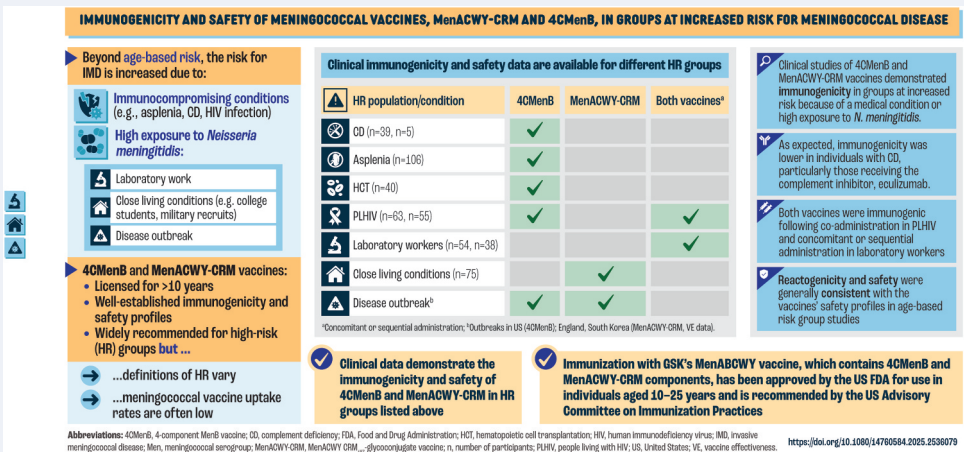 IMMUNOGENICITY AND SAFETY OF MENINGOCOCCAL VACCINES, MenACWY-CRM AND 4CMenB, IN GROUPS AT INCREASED RISK FOR MENINGOCOCCAL DISEASE
Beyond age-based risk, the risk for
IMD is increased due to:
Immunocompromising conditions
(e.g., asplenia, CD, HIV infection)
High exposure to Neisseria
meningitidis:
Laboratory work
Close living conditions (e.g. college
students, military recruits)
Disease outbreak
4CMenB and MenACWY-CRM vaccines:
• Licensed for >10 years
• Well-established immunogenicity and
safety profiles
• Widely recommended for high-risk
(HR) groups but ...
...definitions of HR vary
...meningococcal vaccine uptake
rates are often low
Clinical immunogenicity and safety data are available for different HR groups
HR population/condition 4CMenB MenACWY-CRM Both vaccinesª
CD (n=39, n=5) ✓
Asplenia (n=106) ✓
HCT (n=40) ✓
PLHIV (n=63, n=55) ✓ ✓
Laboratory workers (n=54, n=38) ✓
Close living conditions (n=75) ✓
Disease outbreakᵇ ✓ ✓
ªConcomitant or sequential administration; ᵇOutbreaks in US (4CMenB); England, South Korea (MenACWY-CRM, VE data).
Clinical data demonstrate the
immunogenicity and safety of
4CMenB and MenACWY-CRM in HR
groups listed above
Immunization with GSK's MenABCWY vaccine, which contains 4CMenB and
MenACWY-CRM components, has been approved by the US FDA for use in
individuals aged 10–25 years and is recommended by the US Advisory
Committee on Immunization Practices
Clinical studies of 4CMenB and
MenACWY-CRM vaccines demonstrated
immunogenicity in groups at increased
risk because of a medical condition or
high exposure to N. meningitidis.
As expected, immunogenicity was
lower in individuals with CD,
particularly those receiving the
complement inhibitor, eculizumab.
Both vaccines were immunogenic
following co-administration in PLHIV
and concomitant or sequential
administration in laboratory workers
Reactogenicity and safety were
generally consistent with the
vaccines' safety profiles in age-based
risk group studies
Abbreviations: 4CMenB, 4-component MenB vaccine; CD, complement deficiency; FDA, Food and Drug Administration; HCT, hematopoietic cell transplantation; HIV, human immunodeficiency virus; IMD, invasive
meningococcal disease; Men, meningococcal serogroup; MenACWY-CRM, MenACWY CRM -glycoconjugate vaccine; n, number of participants; PLHIV, people living with HIV; US, United States; VE, vaccine effectiveness.
https://doi.org/10.1080/14760584.2025.2536079